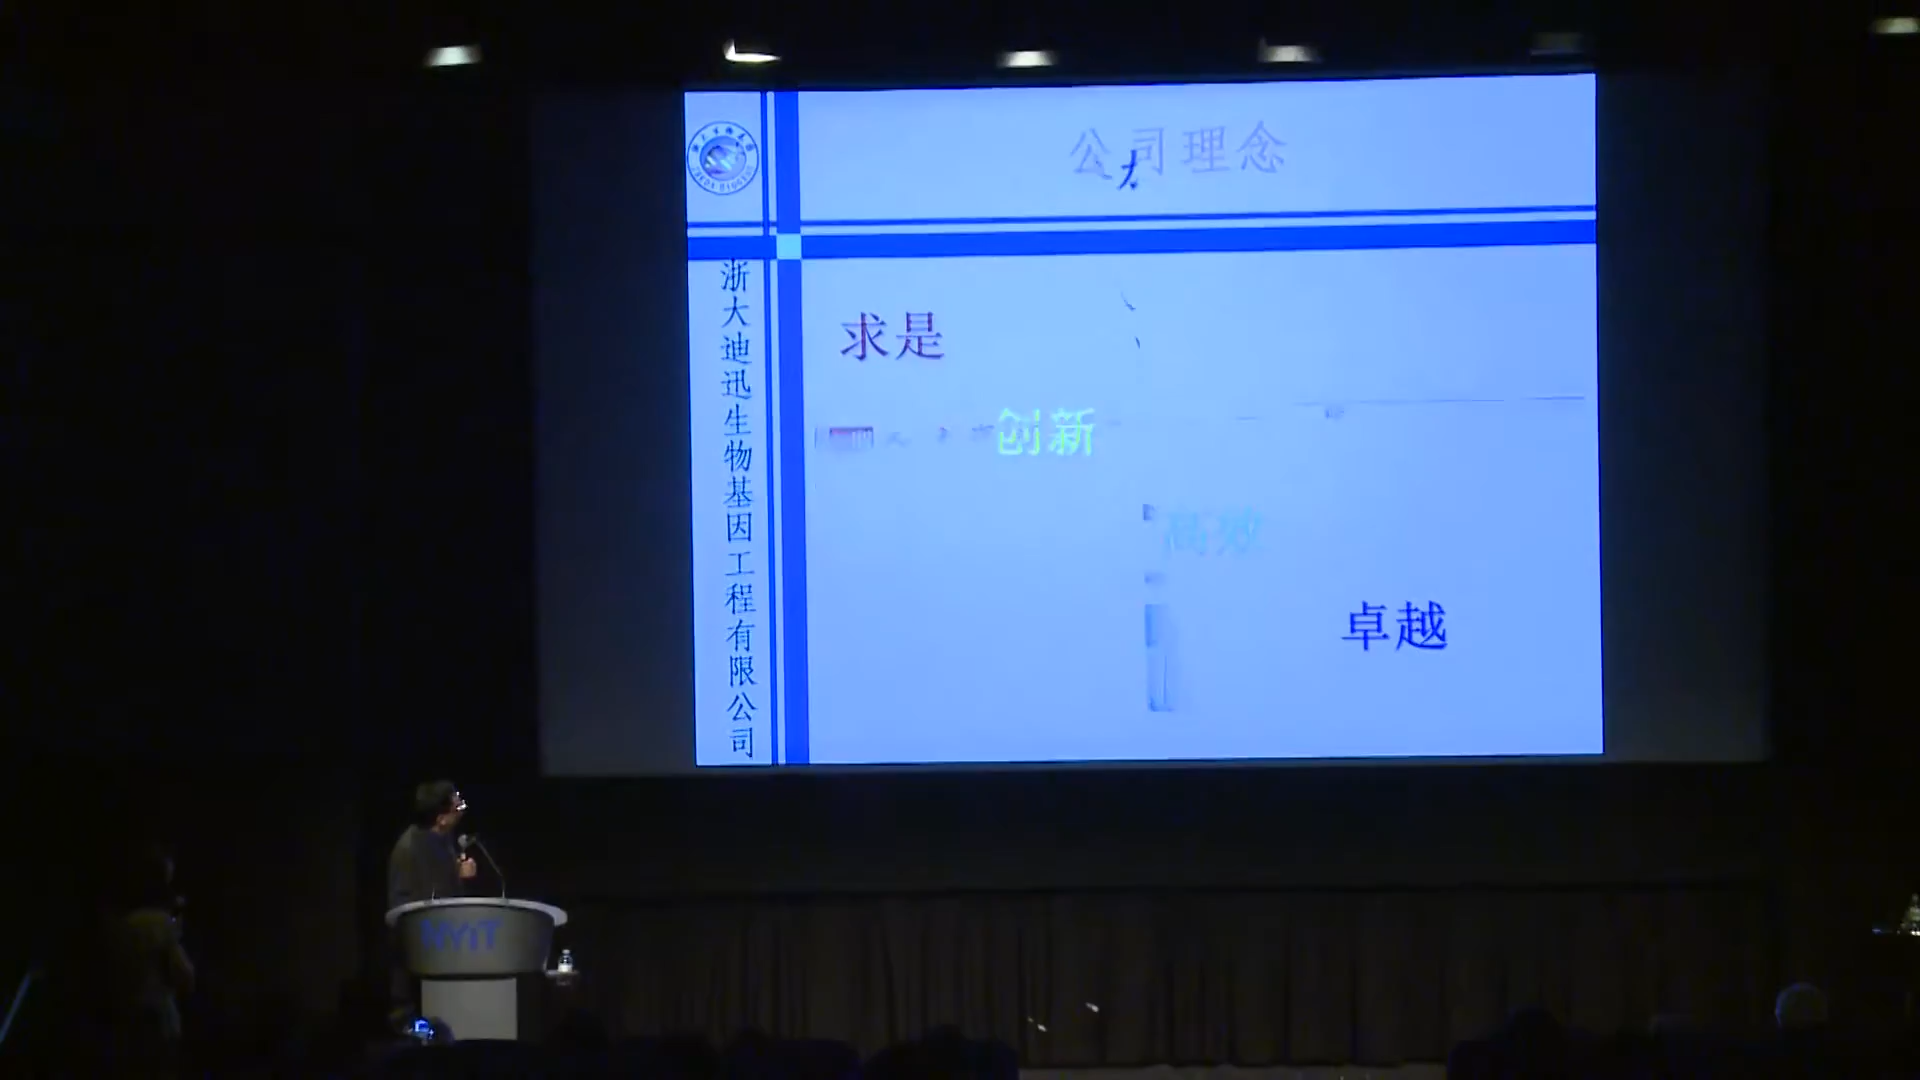 公司理念
浙大迪迅生物基因工程有限公司
求是
创新
高效
卓越
NYIT